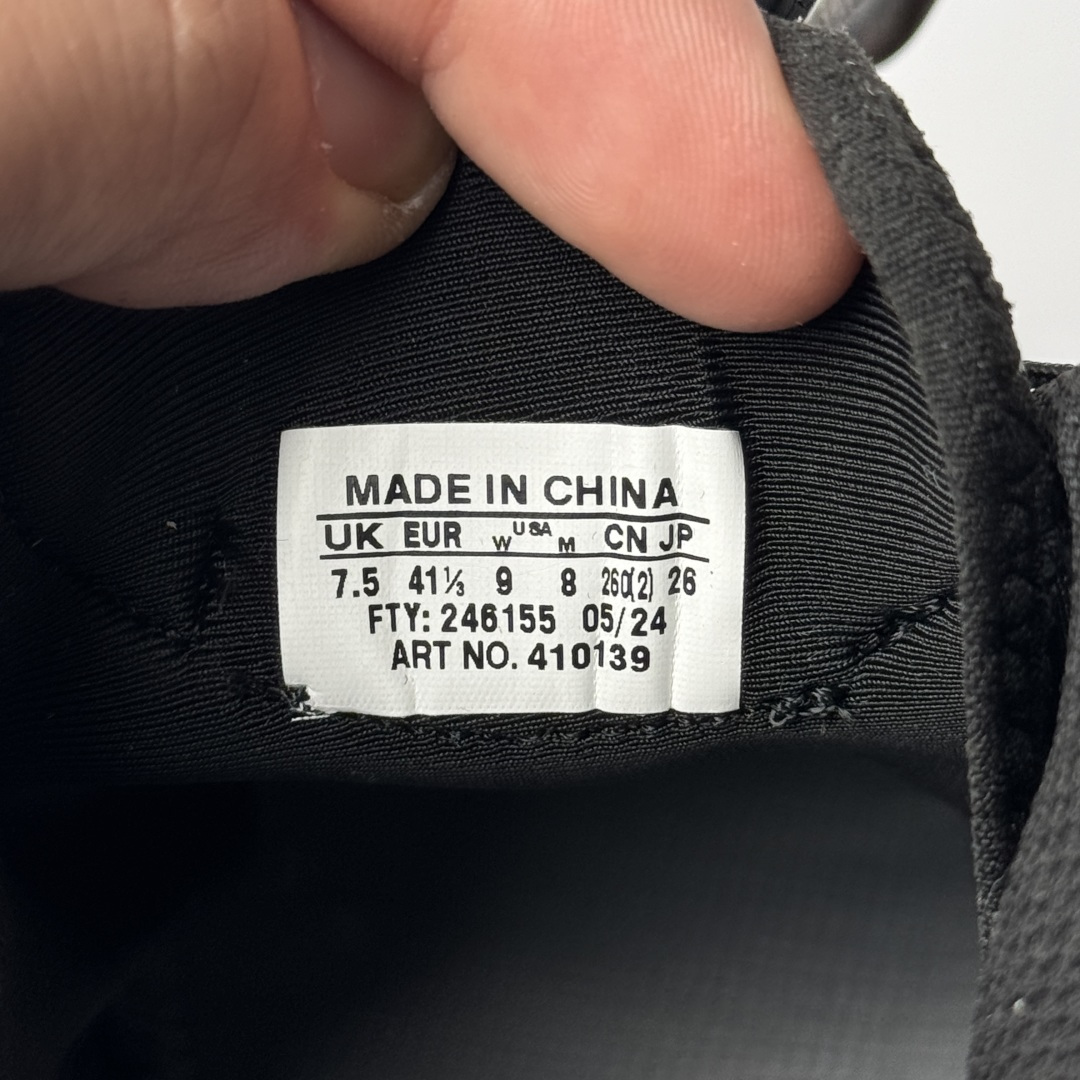 MADE IN CHINA
UK EUR W USA M CN JP
7.5 41⅓ 9 8 260(2) 26
FTY: 246155 05/24
ART NO. 410139